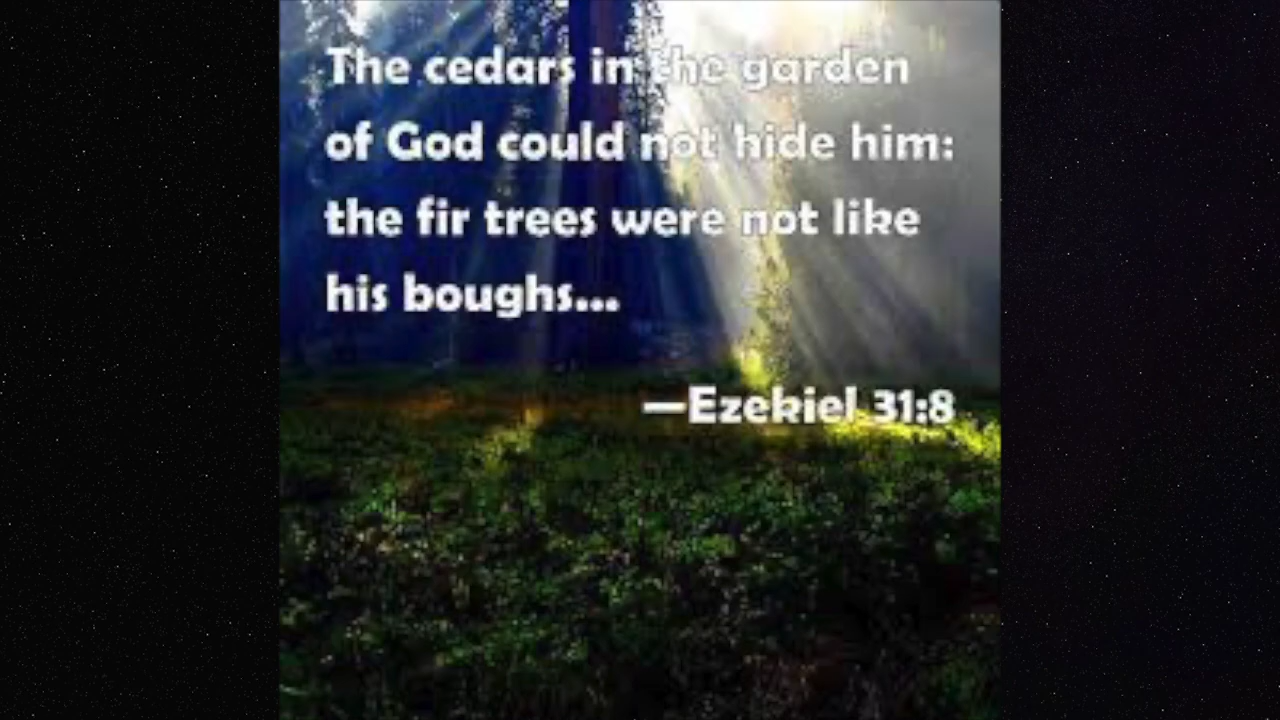 The cedars in the garden
of God could not hide him:
the fir trees were not like
his boughs...
—Ezekiel 31:8